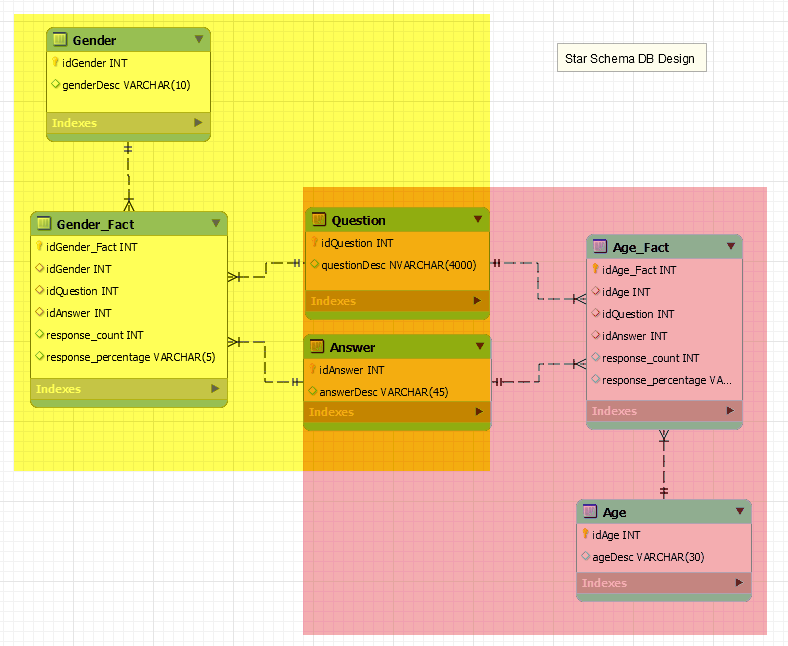 Gender
idGender INT
genderDesc VARCHAR(10)
Indexes
Star Schema DB Design
Gender_Fact
idGender_Fact INT
idGender INT
idQuestion INT
idAnswer INT
response_count INT
response_percentage VARCHAR(5)
Indexes
Question
idQuestion INT
questionDesc NVARCHAR(4000)
Indexes
Answer
idAnswer INT
answerDesc VARCHAR(45)
Indexes
Age_Fact
idAge_Fact INT
idAge INT
idQuestion INT
idAnswer INT
response_count INT
response_percentage VA...
Indexes
Age
idAge INT
ageDesc VARCHAR(30)
Indexes